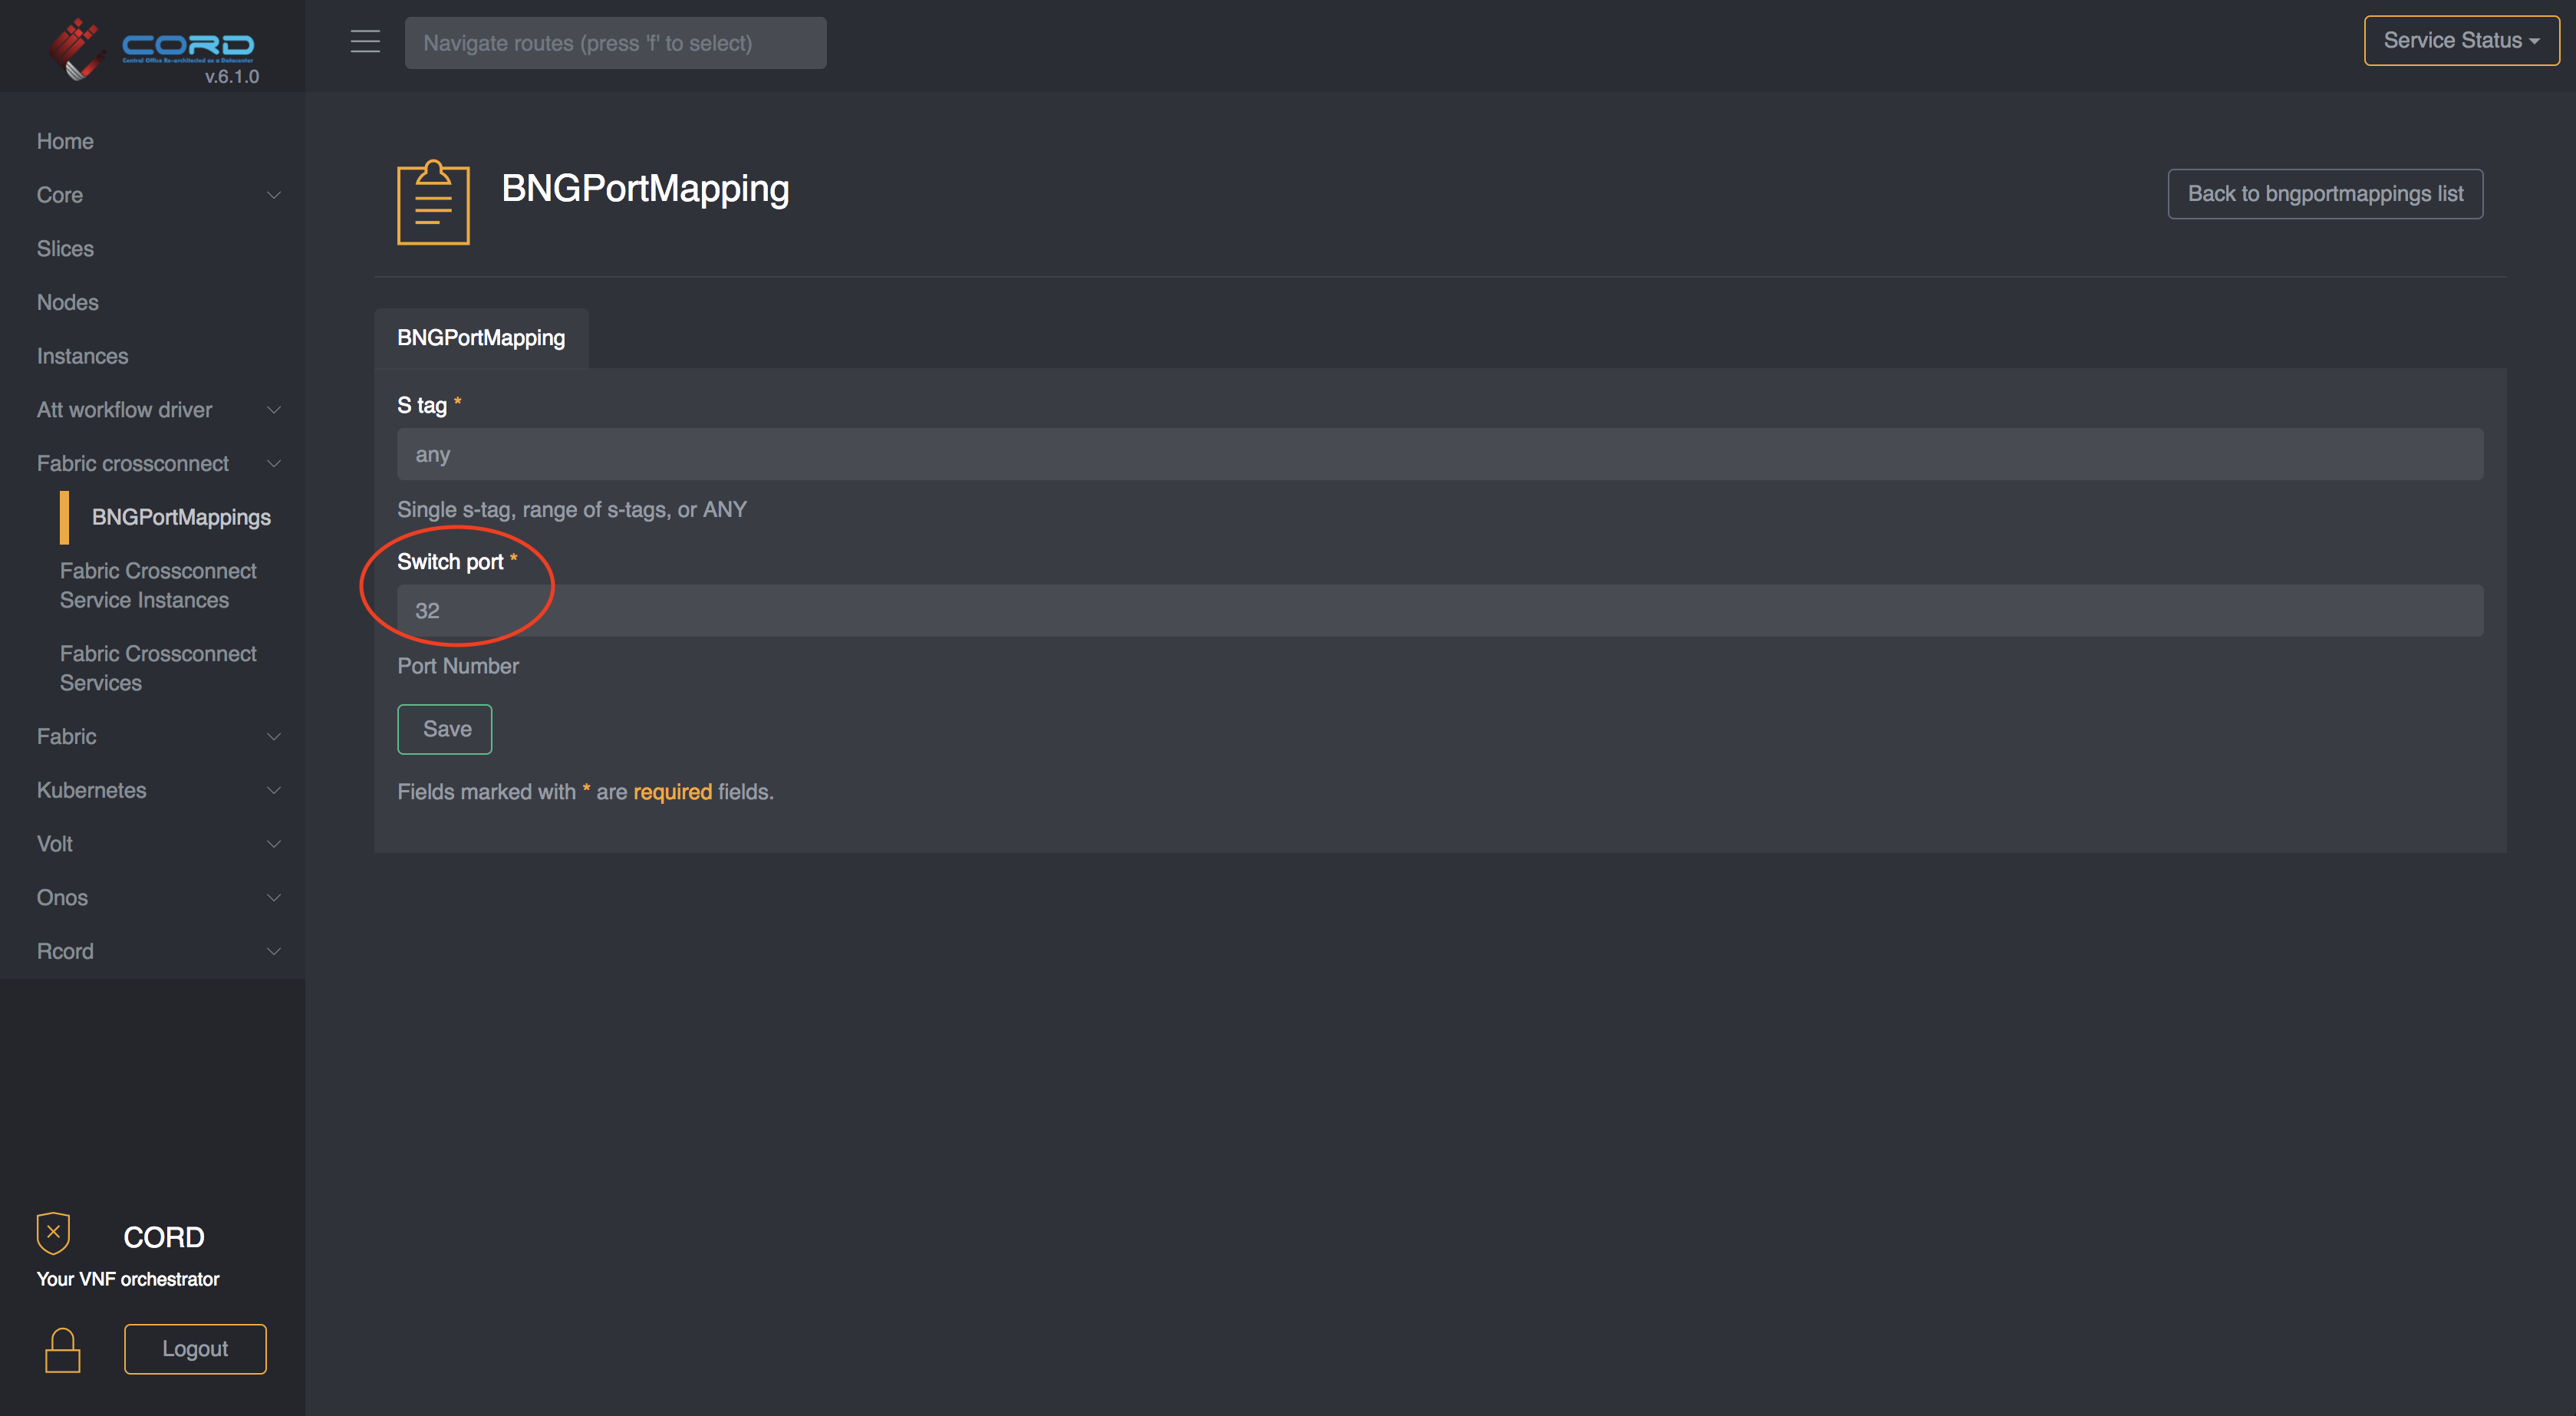 CORD
Central Office Re-architected as a Datacenter
v.6.1.0
Navigate routes (press 'f' to select)
Service Status
Home
Core
Slices
Nodes
Instances
Att workflow driver
Fabric crossconnect
BNGPortMappings
Fabric Crossconnect
Service Instances
Fabric Crossconnect
Services
Fabric
Kubernetes
Volt
Onos
Rcord
CORD
Your VNF orchestrator
Logout
BNGPortMapping
Back to bngportmappings list
BNGPortMapping
S tag *
any
Single s-tag, range of s-tags, or ANY
Switch port *
32
Port Number
Save
Fields marked with * are required fields.